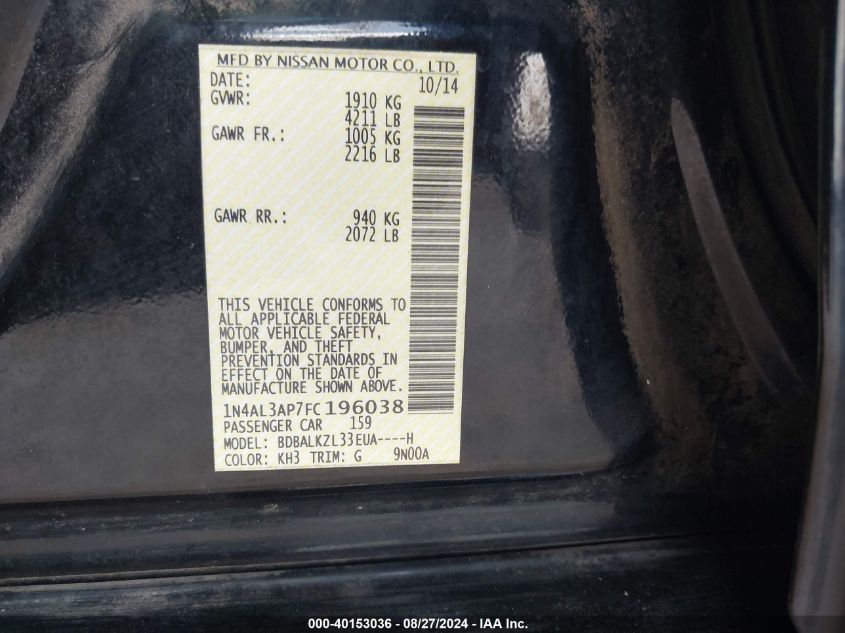 MFD BY NISSAN MOTOR CO., LTD.
DATE: 10/14
GVWR: 1910 KG
4211 LB
GAWR FR.: 1005 KG
2216 LB
GAWR RR.: 940 KG
2072 LB
THIS VEHICLE CONFORMS TO
ALL APPLICABLE FEDERAL
MOTOR VEHICLE SAFETY,
BUMPER, AND THEFT
PREVENTION STANDARDS IN
EFFECT ON THE DATE OF
MANUFACTURE SHOWN ABOVE.
1N4AL3AP7FC196038
PASSENGER CAR 159
MODEL: BDBALKZL33EUA----H
COLOR: KH3 TRIM: G 9N00A
000-40153036 - 08/27/2024 - IAA Inc.